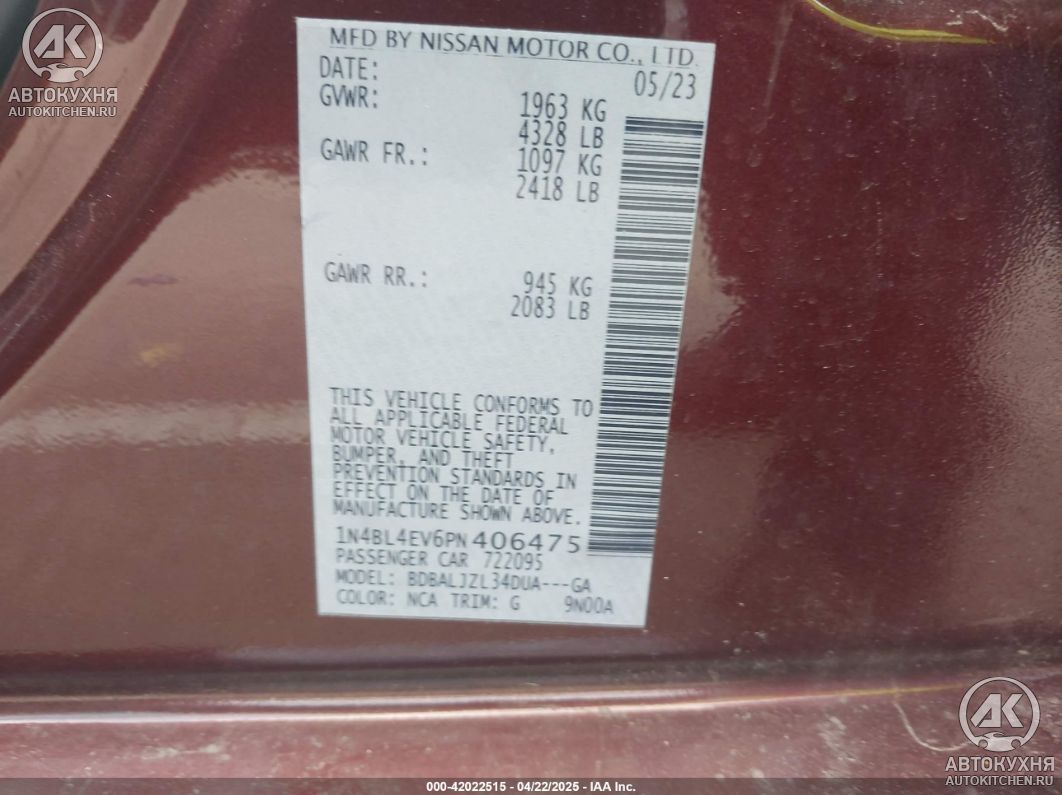 AK
АВТОКУХНЯ
AUTOKITCHEN.RU
MFD BY NISSAN MOTOR CO., LTD.
DATE: 05/23
GVWR: 1963 KG
4328 LB
GAWR FR.: 1097 KG
2418 LB
GAWR RR.: 945 KG
2083 LB
THIS VEHICLE CONFORMS TO
ALL APPLICABLE FEDERAL
MOTOR VEHICLE SAFETY,
BUMPER, AND THEFT
PREVENTION STANDARDS IN
EFFECT ON THE DATE OF
MANUFACTURE SHOWN ABOVE.
1N4BL4EV6PN406475
PASSENGER CAR 722095
MODEL: BDBALJZL34DUA---GA
COLOR: NCA TRIM: G 9N00A
AK
АВТОКУХНЯ
AUTOKITCHEN.RU
000-42022515 - 04/22/2025 - IAA Inc.